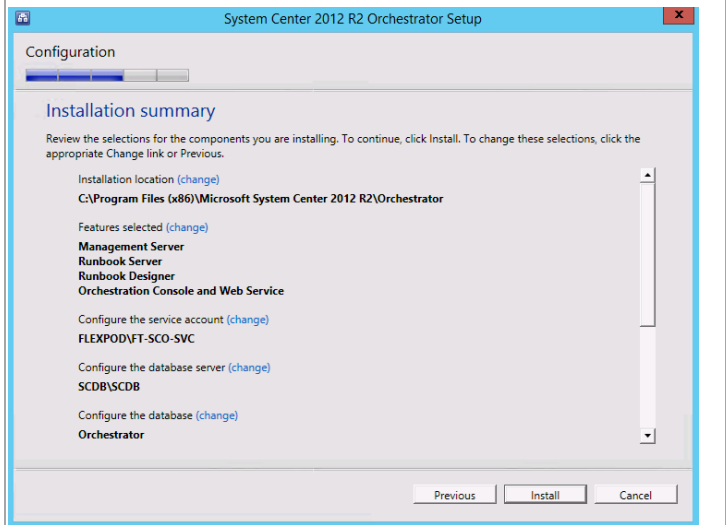 System Center 2012 R2 Orchestrator Setup
x
Configuration
Installation summary
Review the selections for the components you are installing. To continue, click Install. To change these selections, click the
appropriate Change link or Previous.
Installation location (change)
C:\Program Files (x86)\Microsoft System Center 2012 R2\Orchestrator
Features selected (change)
Management Server
Runbook Server
Runbook Designer
Orchestration Console and Web Service
Configure the service account (change)
FLEXPOD\FT-SCO-SVC
Configure the database server (change)
SCDB\SCDB
Configure the database (change)
Orchestrator
Previous Install Cancel